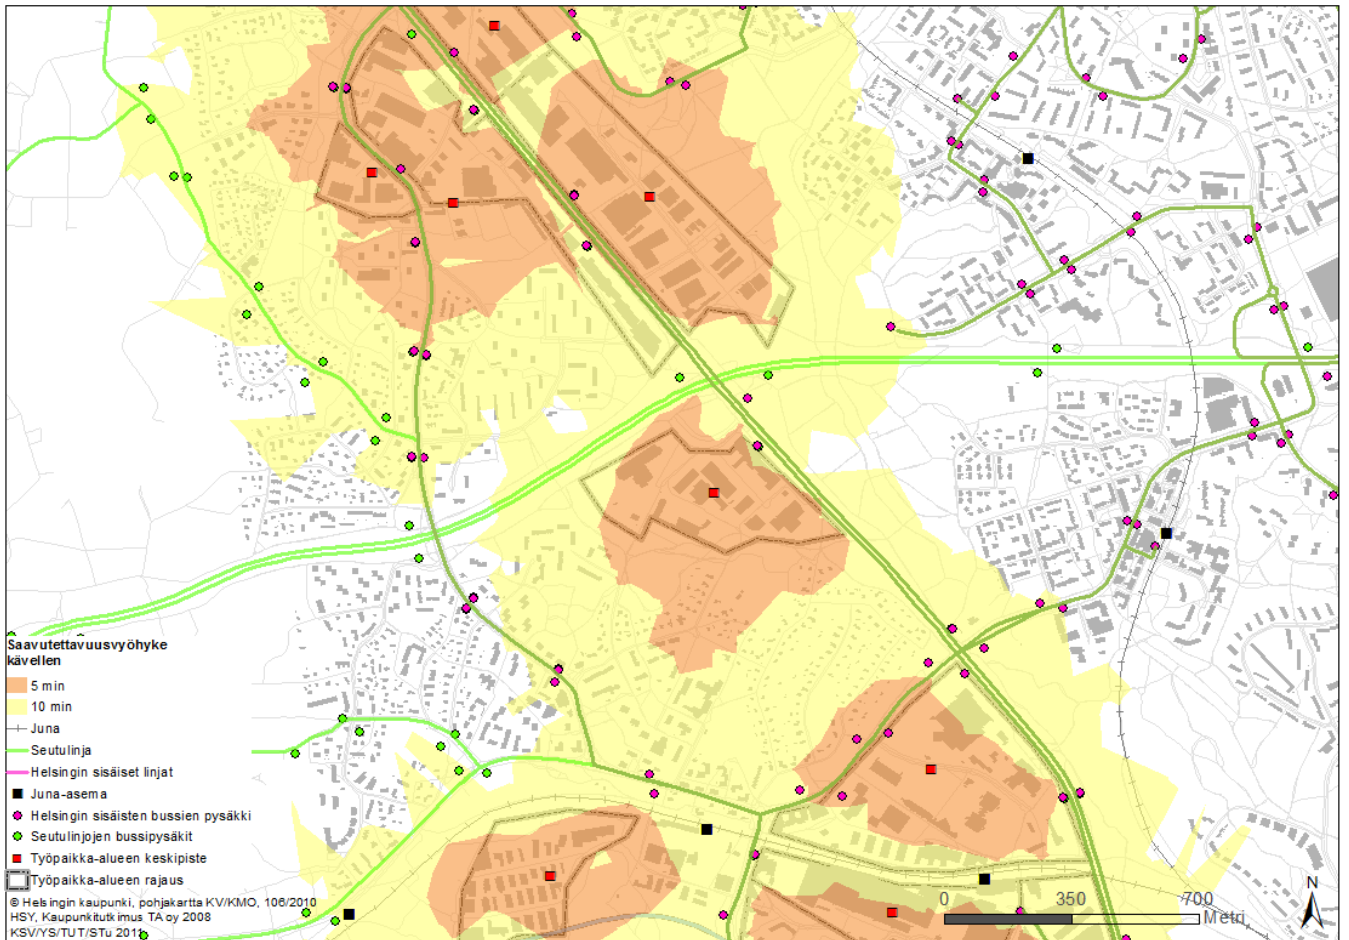 Saavutettavuusvyöhyke
kävellen
5 min
10 min
Juna
Seutulinja
Helsingin sisäiset linjat
Juna-asema
Helsingin sisäisten bussien pysäkki
Seutulinjojen bussipysäkit
Työpaikka-alueen keskipiste
Työpaikka-alueen rajaus
© Helsingin kaupunki, pohjakartta KV/KMO, 106/2010
HSY, Kaupunkitutkimus TA oy 2008
KSV/YS/TUT/STu 2011
0 350 700
Metri
N